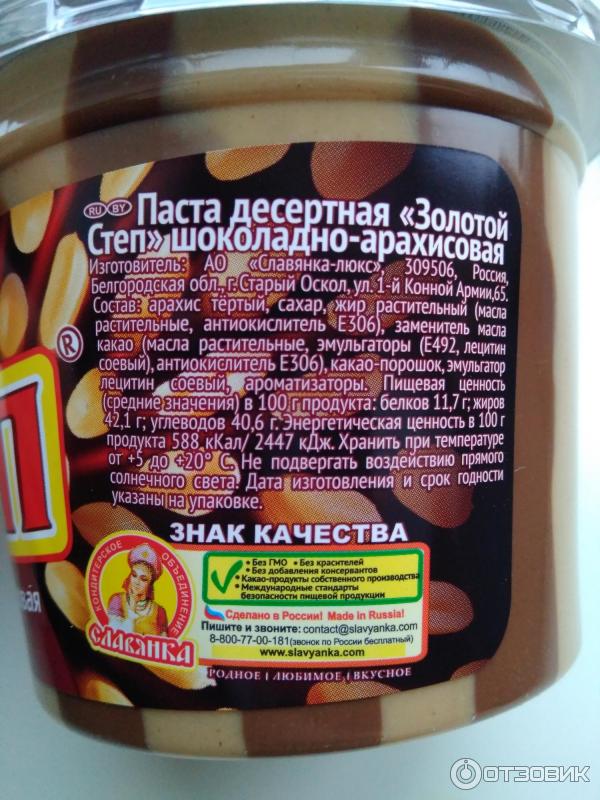 RU BY Паста десертная «Золотой
Степ» шоколадно-арахисовая
Изготовитель: АО «Славянка-люкс», 309506, Россия,
Белгородская обл., г. Старый Оскол, ул. 1-й Конной Армии,65.
Состав: арахис тёртый, сахар, жир растительный (масла
растительные, антиокислитель Е306), заменитель масла
какао (масла растительные, эмульгаторы (Е492, лецитин
соевый), антиокислитель Е306), какао-порошок, эмульгатор
лецитин соевый, ароматизаторы. Пищевая ценность
(средние значения) в 100 г продукта: белков 11,7 г; жиров
42,1 г; углеводов 40,6 г. Энергетическая ценность в 100 г
продукта 588 кКал/ 2447 кДж. Хранить при температуре
от +5 до +20° С. Не подвергать воздействию прямого
солнечного света. Дата изготовления и срок годности
указаны на упаковке.
®
П
вая
ЗНАК КАЧЕСТВА
КОНДИТЕРСКОЕ ОБЪЕДИНЕНИЕ
СЛАВЯНКА
• Без ГМО • Без красителей
• Без добавления консервантов
• Какао-продукты собственного производства
• Международные стандарты
безопасности пищевой продукции
Сделано в России! Made in Russia!
Пишите и звоните: contact@slavyanka.com
8-800-77-00-181(звонок по России бесплатный)
www.slavyanka.com
РОДНОЕ | ЛЮБИМОЕ | ВКУСНОЕ
ОТЗОВИК